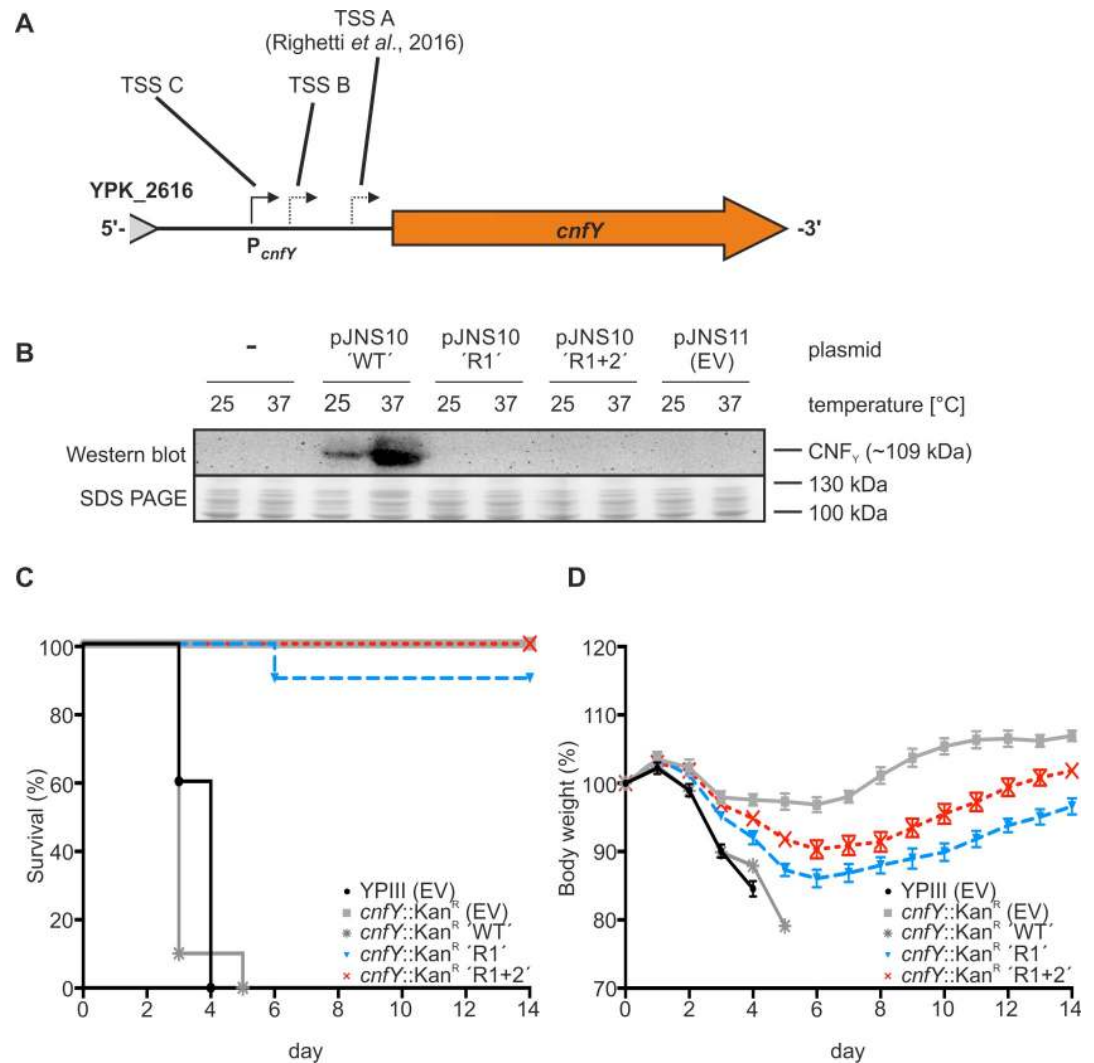 A
TSS A
(Righetti et al., 2016)
TSS C
TSS B
YPK_2616
5'-
PcnfY
cnfY
-3'
B
-
pJNS10
´WT´
pJNS10
´R1´
pJNS10
´R1+2´
pJNS11
(EV)
plasmid
25 37 25 37 25 37 25 37 25 37 temperature [°C]
Western blot
CNFY (~109 kDa)
SDS PAGE
130 kDa
100 kDa
C
Survival (%)
100
80
60
40
20
0
0 2 4 6 8 10 12 14
day
YPIII (EV)
cnfY::KanR (EV)
cnfY::KanR ´WT´
cnfY::KanR ´R1´
cnfY::KanR ´R1+2´
D
Body weight (%)
120
110
100
90
80
70
0 2 4 6 8 10 12 14
day
YPIII (EV)
cnfY::KanR (EV)
cnfY::KanR ´WT´
cnfY::KanR ´R1´
cnfY::KanR ´R1+2´